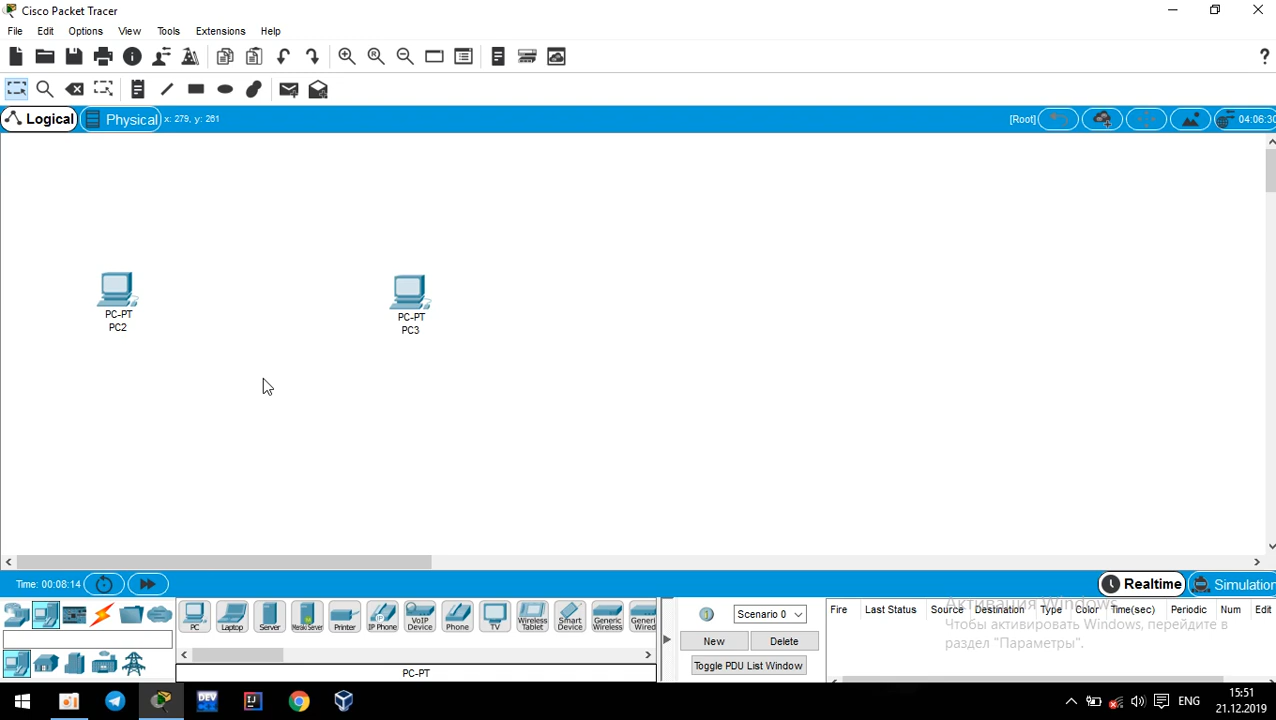 Cisco Packet Tracer
File Edit Options View Tools Extensions Help
Logical Physical x: 279, y: 261 [Root] 04:06:30
PC-PT
PC2
PC-PT
PC3
Time: 00:08:14 Realtime Simulation
PC Laptop Server MerakiServer Printer IP Phone VoIP Device Phone TV Wireless Tablet Smart Device Generic Wireless Generi Wired
PC-PT
Scenario 0
New Delete
Toggle PDU List Window
Fire Last Status Source Destination Type Color Time(sec) Periodic Num Edit
Активация Windows
Чтобы активировать Windows, перейдите в
раздел "Параметры".
DEV
ENG
15:51
21.12.2019